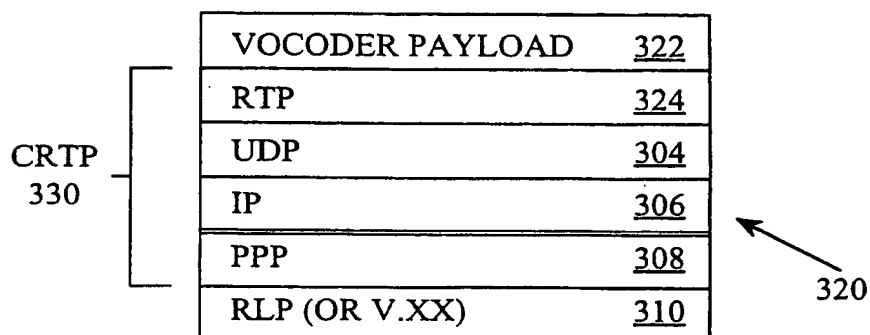 VOCODER PAYLOAD 322
RTP 324
UDP 304
IP 306
PPP 308
RLP (OR V.XX) 310
CRTP
330
320